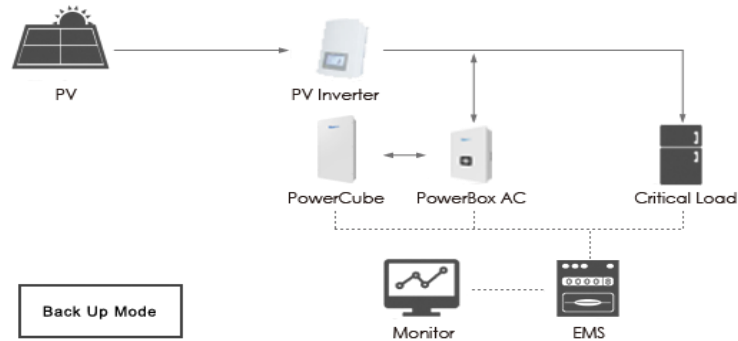 PV
PV Inverter
PowerCube
PowerBox AC
Critical Load
Back Up Mode
Monitor
EMS